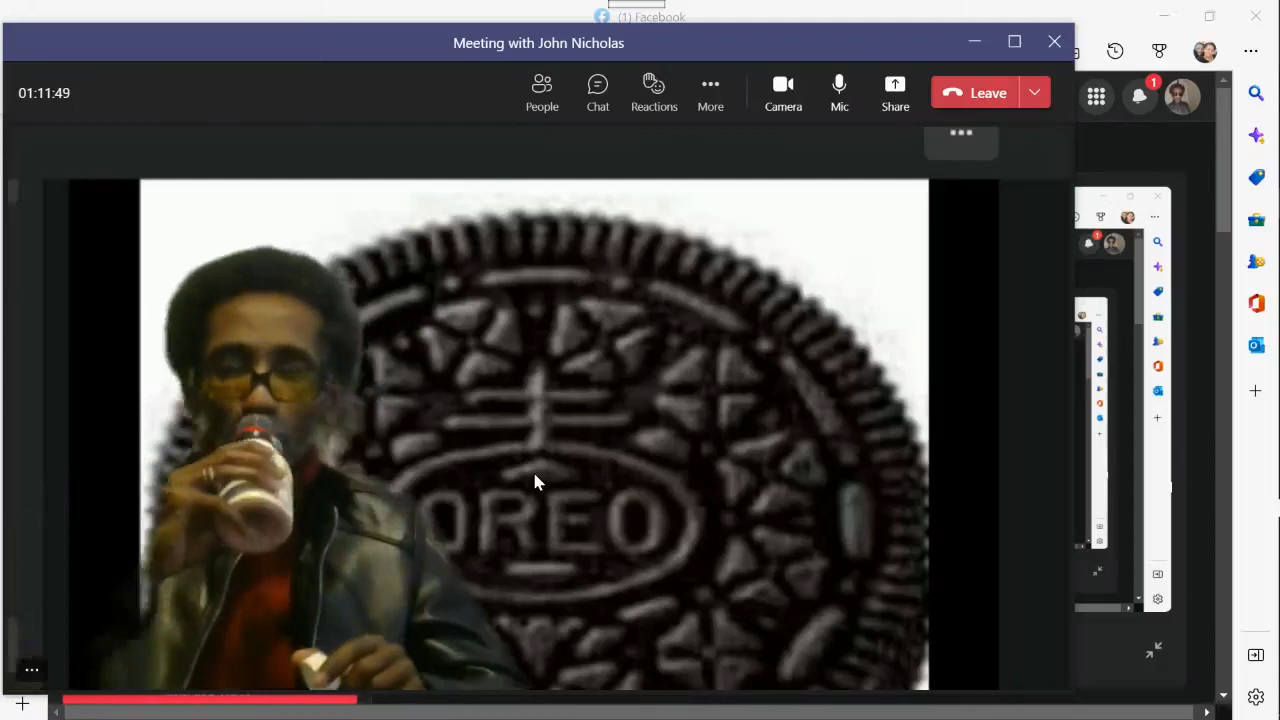 (1) Facebook
Meeting with John Nicholas
01:11:49
People
Chat
Reactions
More
Camera
Mic
Share
Leave
1
1
OREO